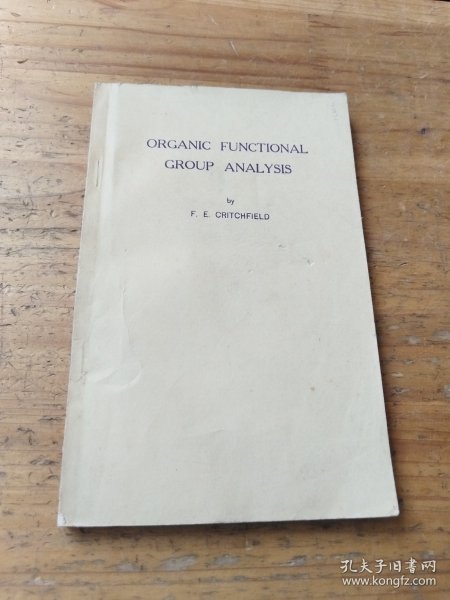 ORGANIC FUNCTIONAL
GROUP ANALYSIS
by
F. E. CRITCHFIELD
孔夫子旧书网
www.kongfz.com